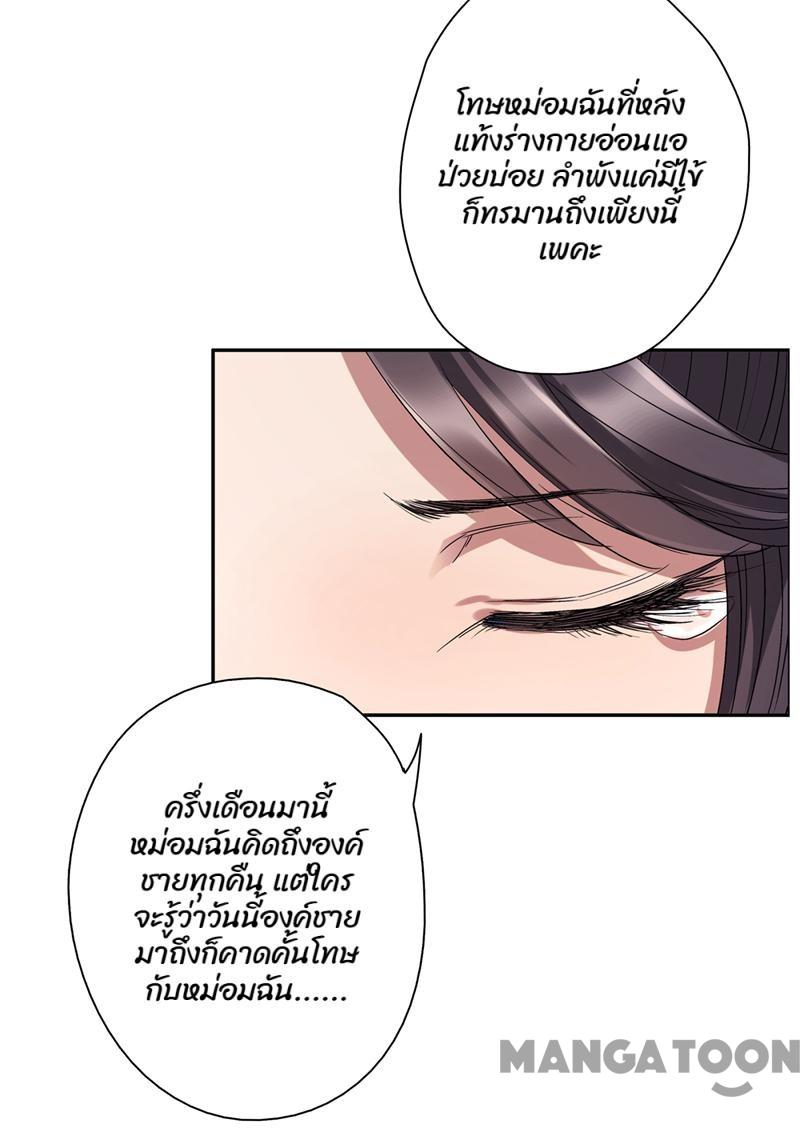 โทษหม่อมฉันที่หลัง
แท้งร่างกายอ่อนแอ
ป่วยบ่อย ลำพังแค่มีไข้
ก็ทรมานถึงเพียงนี้
เพคะ
ครึ่งเดือนมานี้
หม่อมฉันคิดถึงองค์
ชายทุกคืน แต่ใคร
จะรู้ว่าวันนี้องค์ชาย
มาถึงก็คาดคั้นโทษ
กับหม่อมฉัน......
MANGATOON